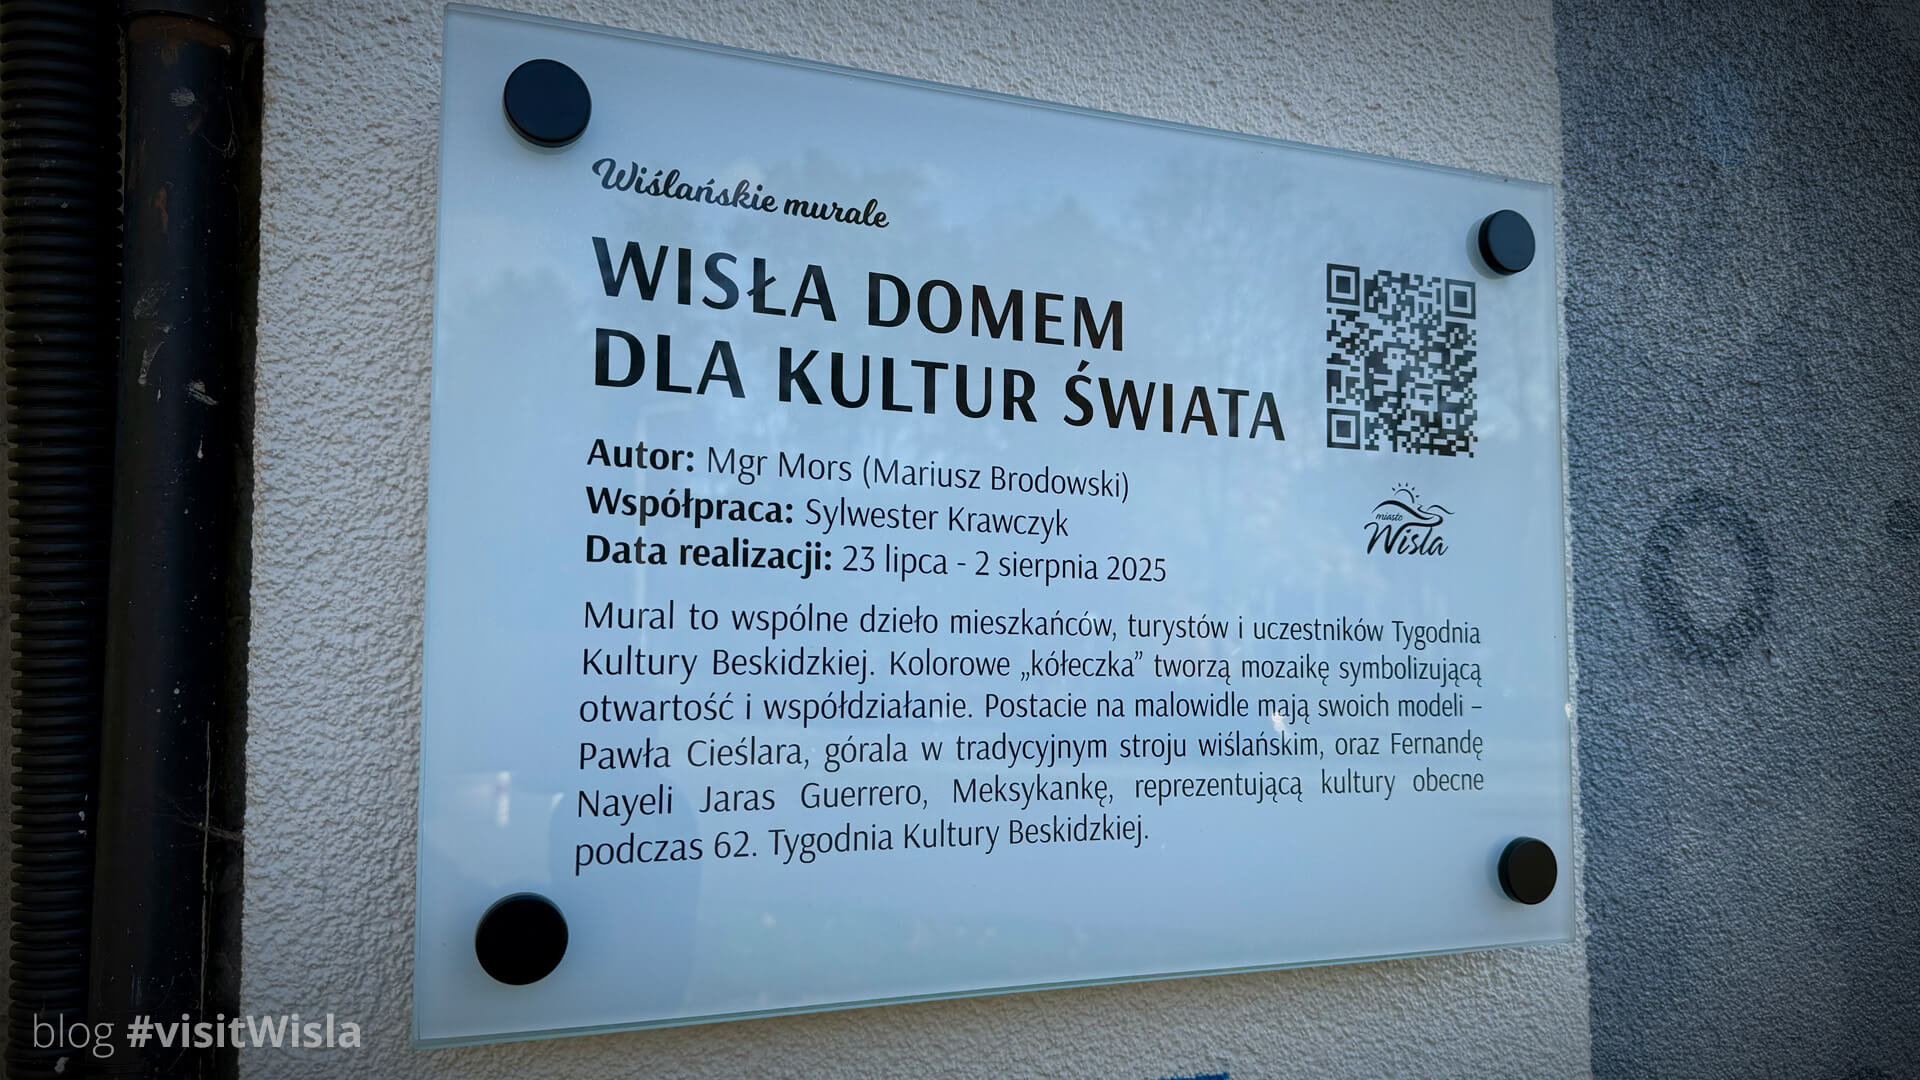 Wiślańskie murale
WISŁA DOMEM
DLA KULTUR ŚWIATA
Autor: Mgr Mors (Mariusz Brodowski)
Współpraca: Sylwester Krawczyk
Data realizacji: 23 lipca - 2 sierpnia 2025
miasto
Wisła
Mural to wspólne dzieło mieszkańców, turystów i uczestników Tygodnia
Kultury Beskidzkiej. Kolorowe „kółeczka” tworzą mozaikę symbolizującą
otwartość i współdziałanie. Postacie na malowidle mają swoich modeli –
Pawła Cieślara, górala w tradycyjnym stroju wiślańskim, oraz Fernandę
Nayeli Jaras Guerrero, Meksykankę, reprezentującą kultury obecne
podczas 62. Tygodnia Kultury Beskidzkiej.
blog #visitWisla